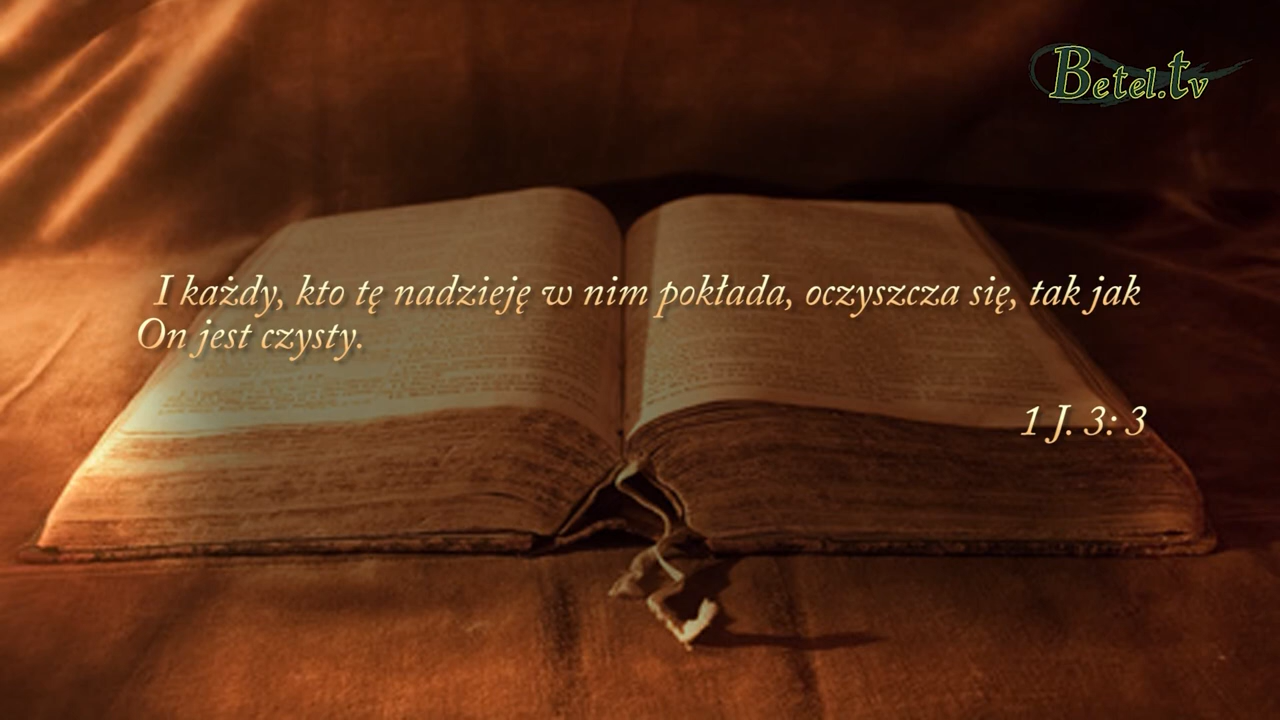 Betel.tv
I każdy, kto tę nadzieję w nim pokłada, oczyszcza się, tak jak
On jest czysty.
1 J. 3: 3